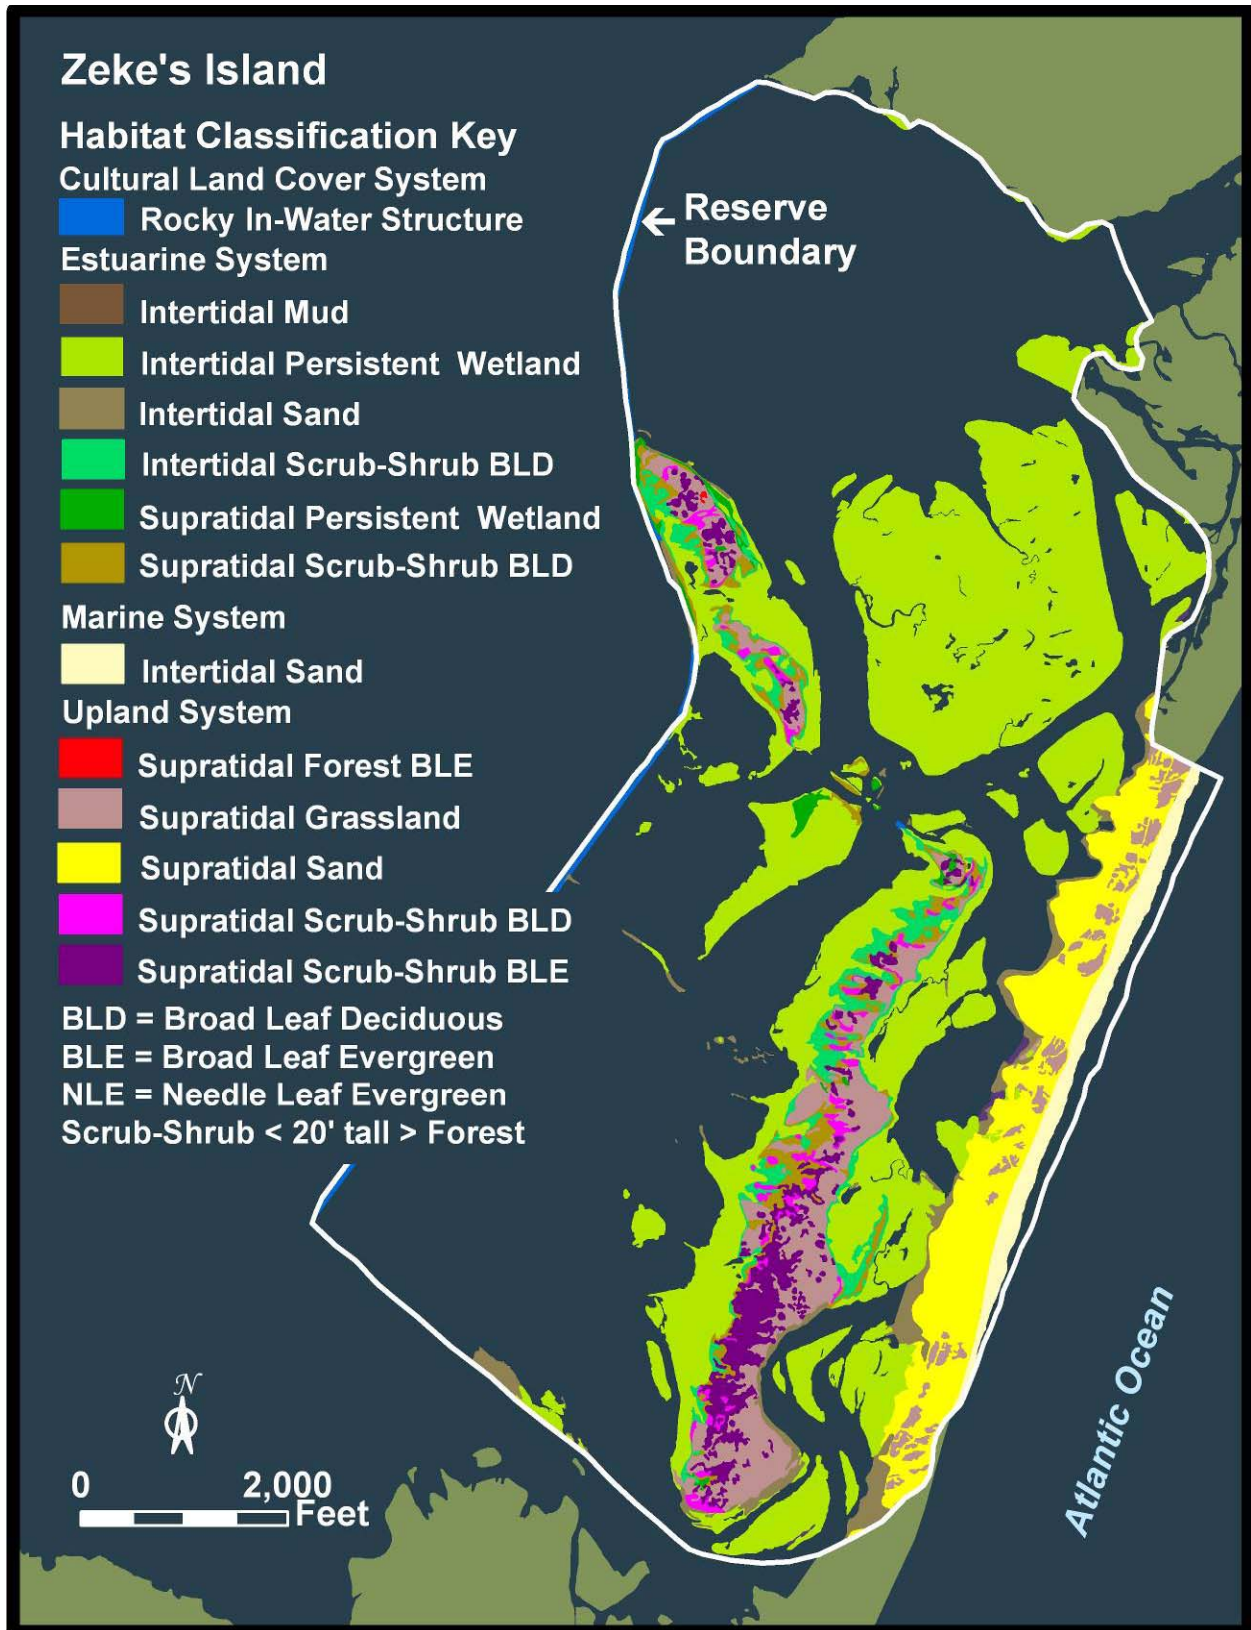 Zeke's Island
Habitat Classification Key
Cultural Land Cover System
Rocky In-Water Structure
Estuarine System
Intertidal Mud
Intertidal Persistent Wetland
Intertidal Sand
Intertidal Scrub-Shrub BLD
Supratidal Persistent Wetland
Supratidal Scrub-Shrub BLD
Marine System
Intertidal Sand
Upland System
Supratidal Forest BLE
Supratidal Grassland
Supratidal Sand
Supratidal Scrub-Shrub BLD
Supratidal Scrub-Shrub BLE
BLD = Broad Leaf Deciduous
BLE = Broad Leaf Evergreen
NLE = Needle Leaf Evergreen
Scrub-Shrub < 20' tall > Forest
Reserve
Boundary
N
0 2,000
Feet
Atlantic Ocean